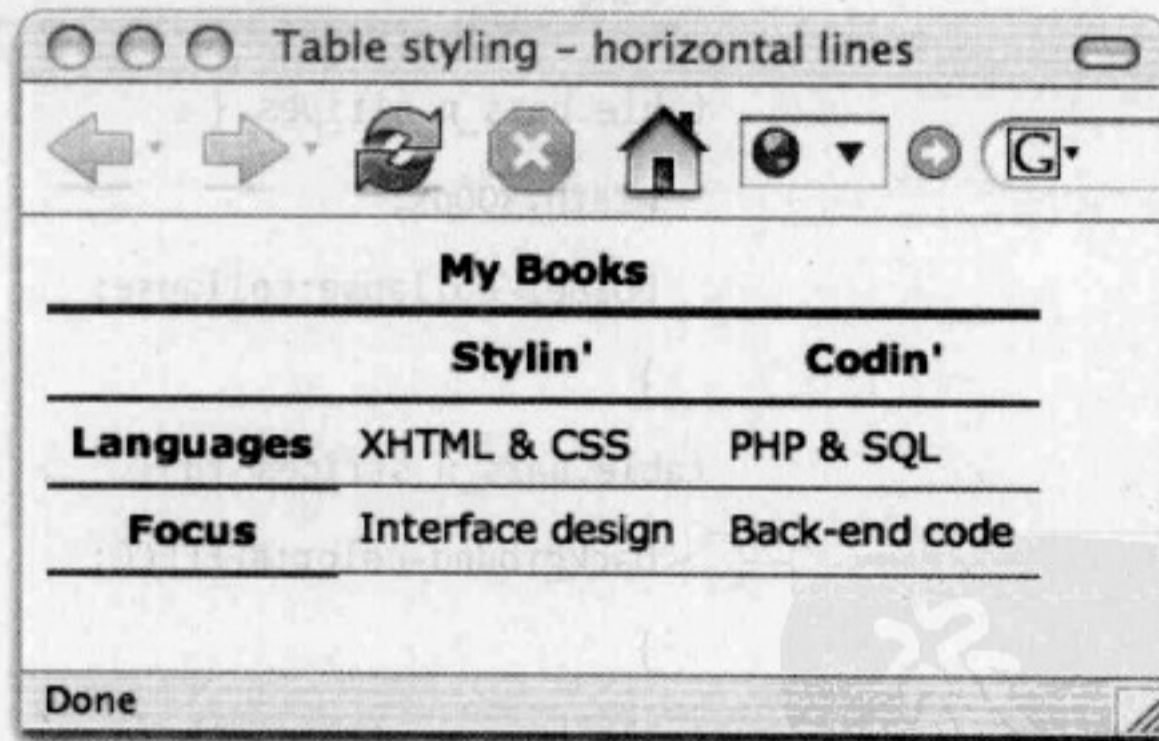 Table styling – horizontal lines
G
My Books
Stylin' Codin'
Languages XHTML & CSS PHP & SQL
Focus Interface design Back-end code
Done